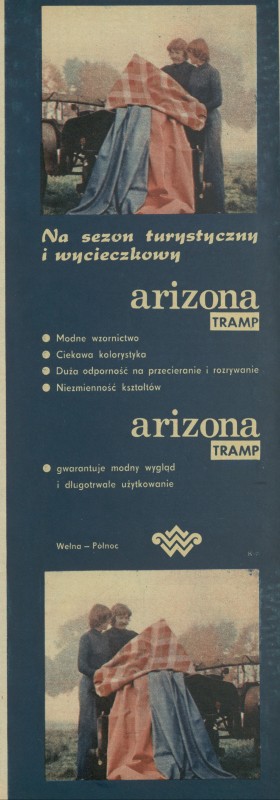 Na sezon turystyczny
i wycieczkowy
arizona
TRAMP
● Modne wzornictwo
● Ciekawa kolorystyka
● Duża odporność na przecieranie i rozrywanie
● Niezmienność kształtów
arizona
TRAMP
● gwarantuje modny wygląd
i długotrwałe użytkowanie
Wełna – Północ